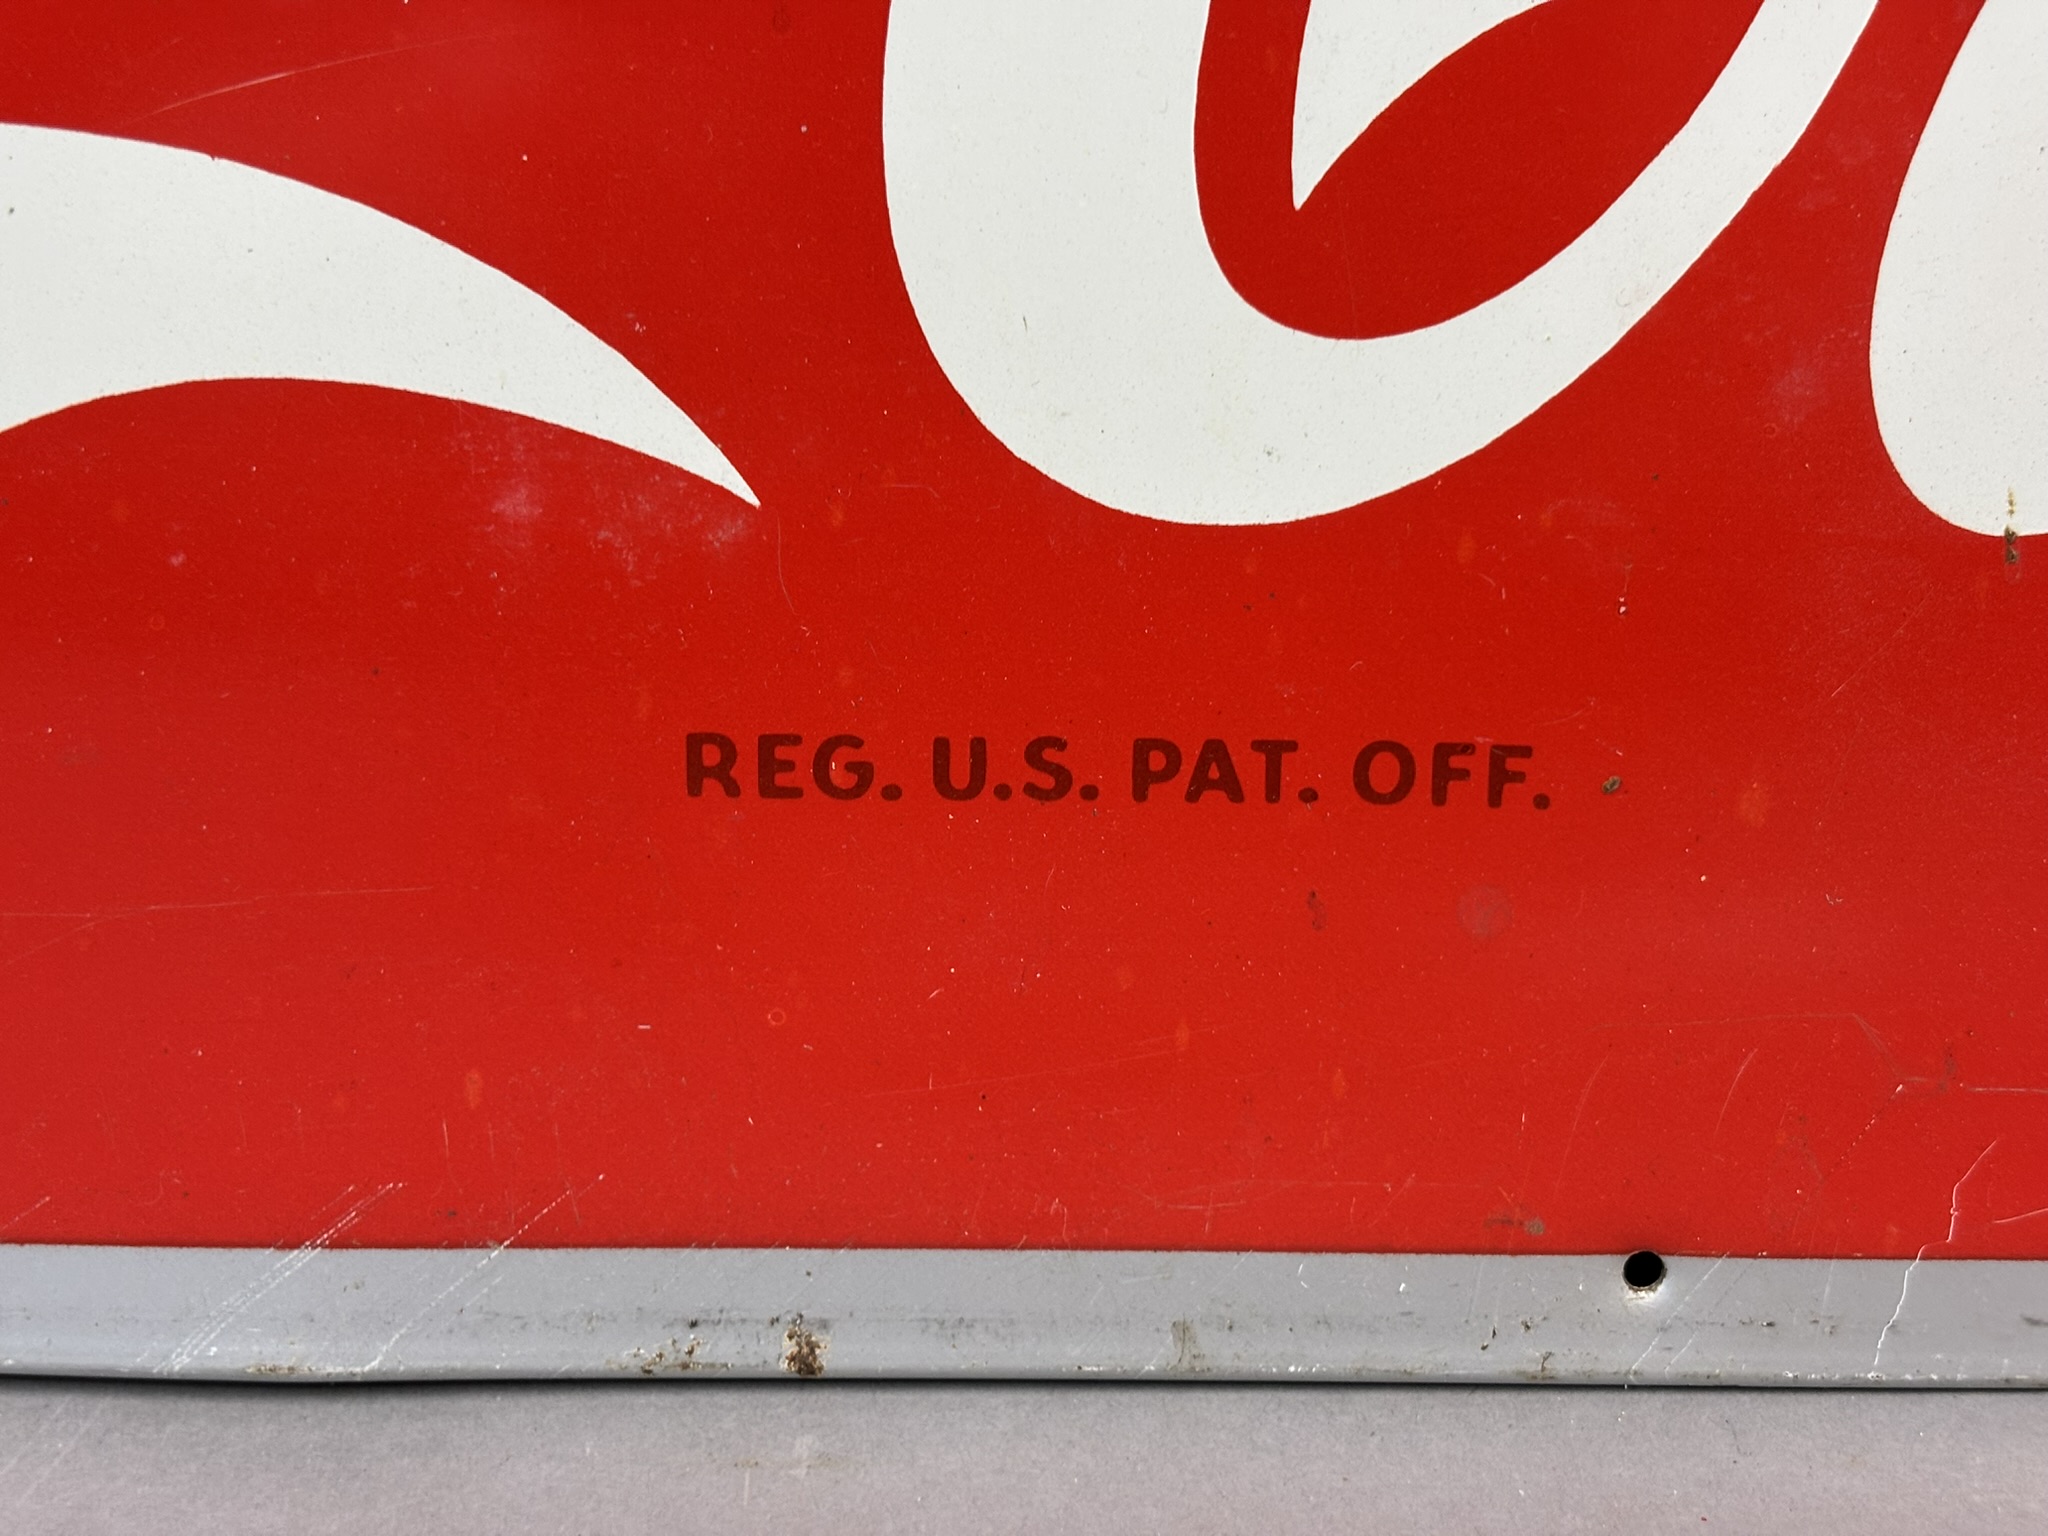 REG. U.S. PAT. OFF.